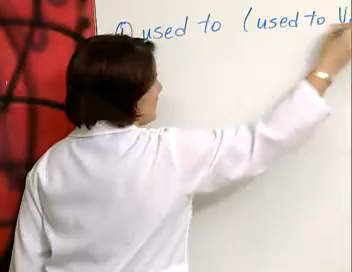 ① used to (used to V